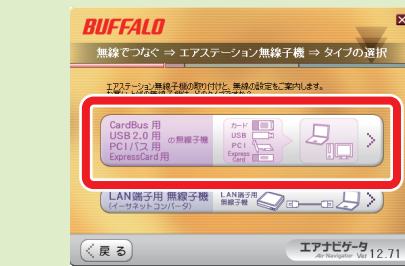 BUFFALO
無線でつなぐ ⇒ エアステーション無線子機 ⇒ タイプの選択
エアステーション無線子機の取り付けと、無線の設定をご案内します。
CardBus 用
USB2.0 用
PCIバス 用
ExpressCard 用
の無線子機
カード
USB
PCI
Express Card
LAN端子用 無線子機
(イーサネットコンバータ)
LAN端子用
無線子機
戻る
エアナビゲータ
Air Navigator Ver 12.71